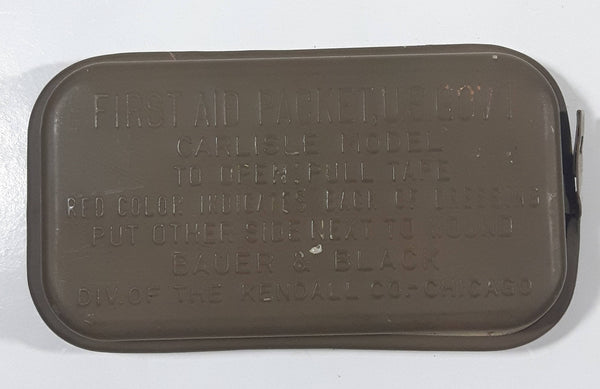 FIRST AID PACKET, U.S. GOV'T
CARLISLE MODEL
TO OPEN: PULL TAPE
RED COLOR INDICATES BACK OF DRESSING
PUT OTHER SIDE NEXT TO WOUND
BAUER & BLACK
DIV. OF THE KENDALL CO.-CHICAGO